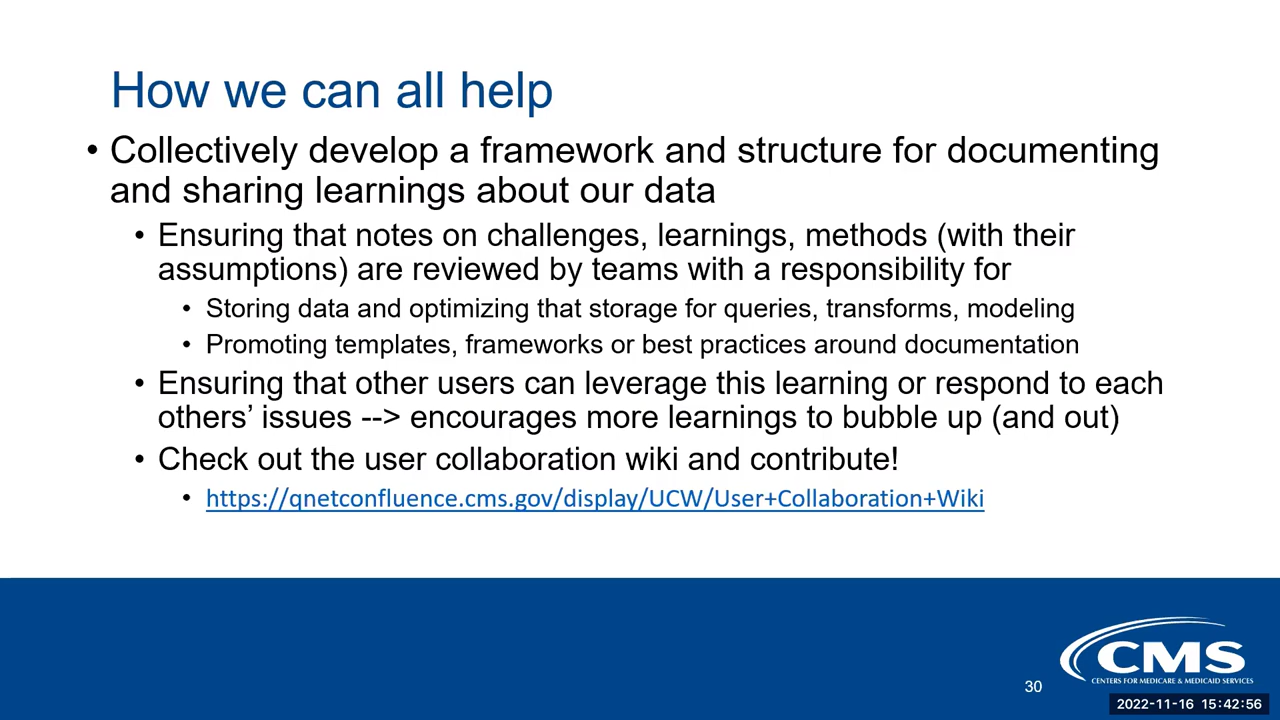 How we can all help
• Collectively develop a framework and structure for documenting
and sharing learnings about our data
• Ensuring that notes on challenges, learnings, methods (with their
assumptions) are reviewed by teams with a responsibility for
• Storing data and optimizing that storage for queries, transforms, modeling
• Promoting templates, frameworks or best practices around documentation
• Ensuring that other users can leverage this learning or respond to each
others’ issues --> encourages more learnings to bubble up (and out)
• Check out the user collaboration wiki and contribute!
• https://qnetconfluence.cms.gov/display/UCW/User+Collaboration+Wiki
CMS
CENTERS FOR MEDICARE & MEDICAID SERVICES
30
2022-11-16 15:42:56